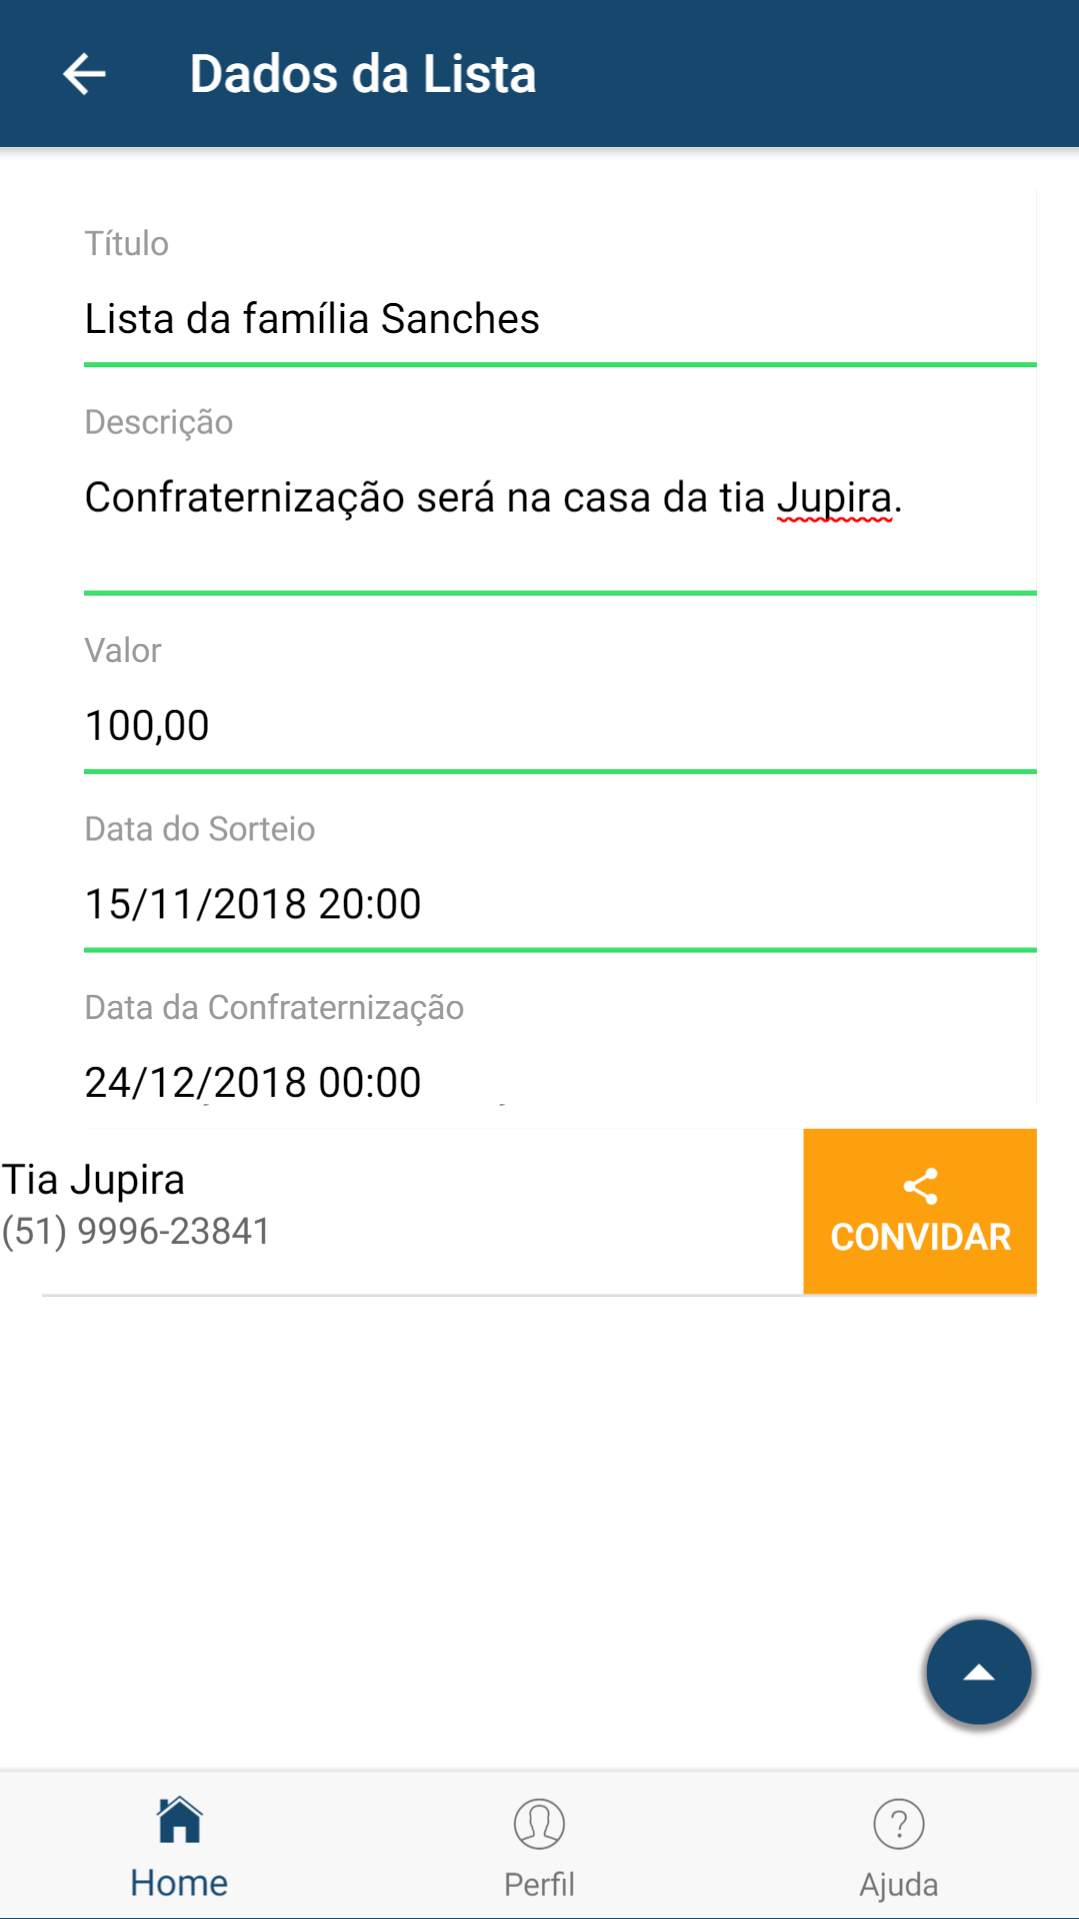 Dados da Lista
Título
Lista da família Sanches
Descrição
Confraternização será na casa da tia Jupira.
Valor
100,00
Data do Sorteio
15/11/2018 20:00
Data da Confraternização
24/12/2018 00:00
Tia Jupira
(51) 9996-23841
CONVIDAR
Home
Perfil
Ajuda